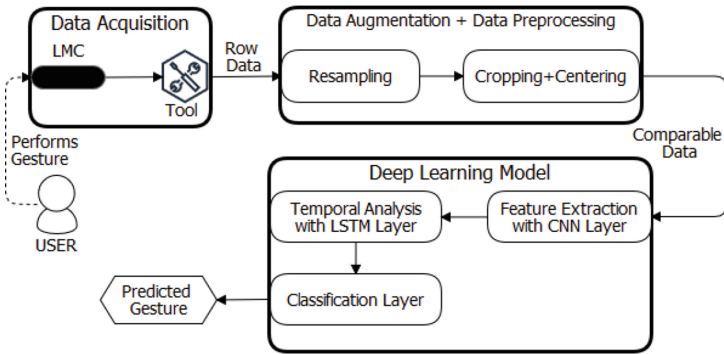 Data Acquisition
LMC
Tool
Row
Data
Data Augmentation + Data Preprocessing
Resampling
Cropping+Centering
Comparable
Data
Performs
Gesture
USER
Deep Learning Model
Feature Extraction
with CNN Layer
Temporal Analysis
with LSTM Layer
Classification Layer
Predicted
Gesture